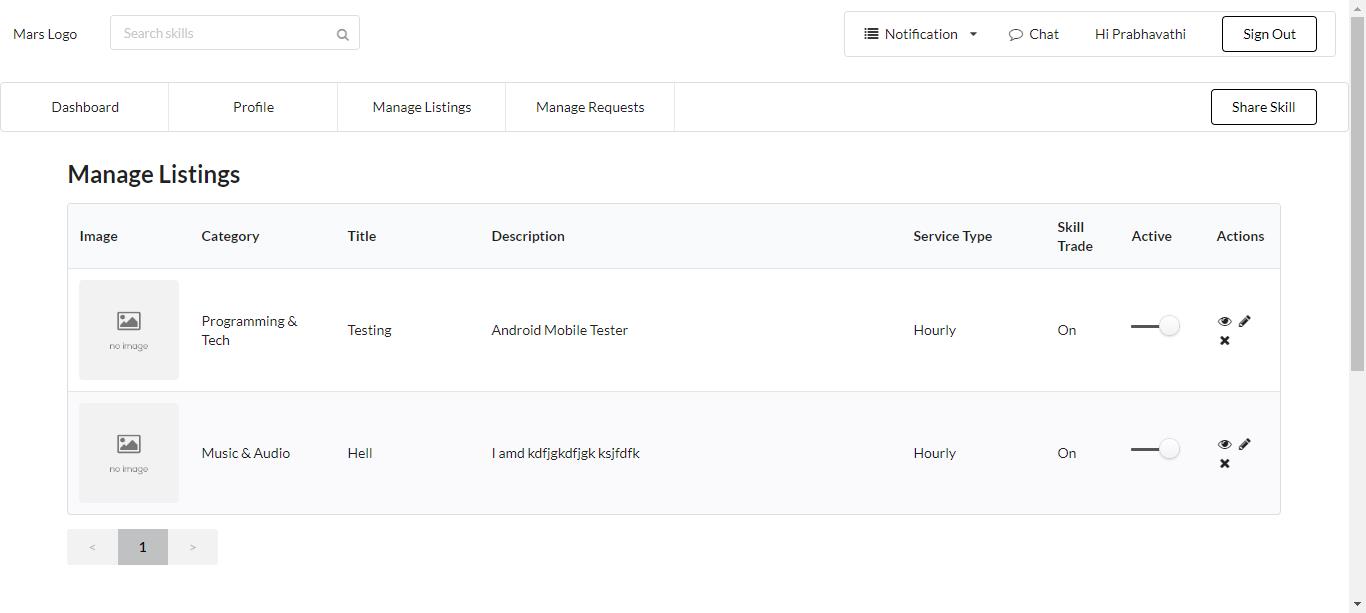 Mars Logo
Search skills
Notification
Chat
Hi Prabhavathi
Sign Out
Dashboard
Profile
Manage Listings
Manage Requests
Share Skill
Manage Listings
Image
Category
Title
Description
Service Type
Skill
Trade
Active
Actions
no image
Programming &
Tech
Testing
Android Mobile Tester
Hourly
On
no image
Music & Audio
Hell
I amd kdfjgkdfjgk ksjfdfk
Hourly
On
<
1
>